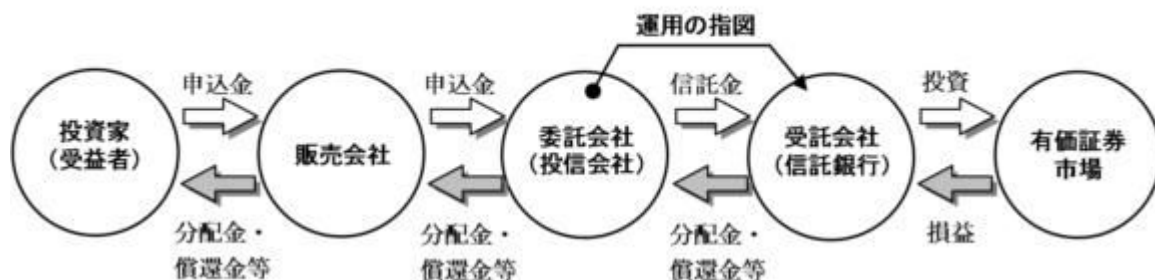 運用の指図
申込金
申込金
信託金
投資
投資家
(受益者)
販売会社
委託会社
(投信会社)
受託会社
(信託銀行)
有価証券
市場
分配金・
償還金等
分配金・
償還金等
分配金・
償還金等
損益